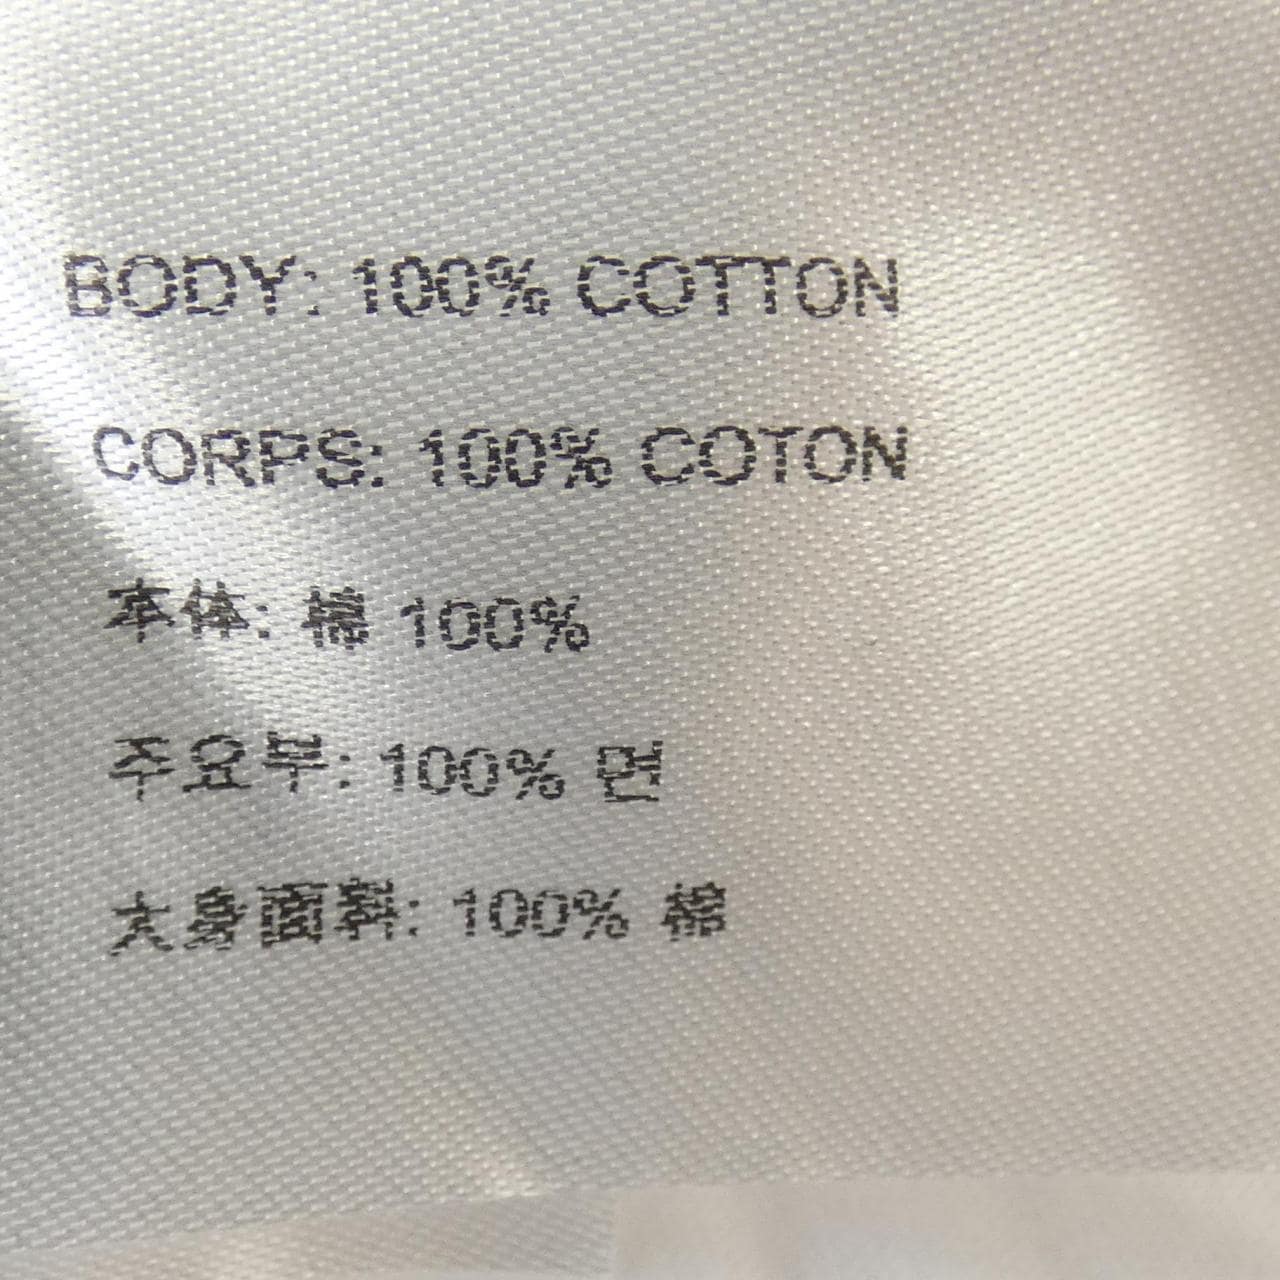 BODY: 100% COTTON
CORPS: 100% COTON
本体: 棉 100%
주요부: 100% 면
大身面料: 100% 棉